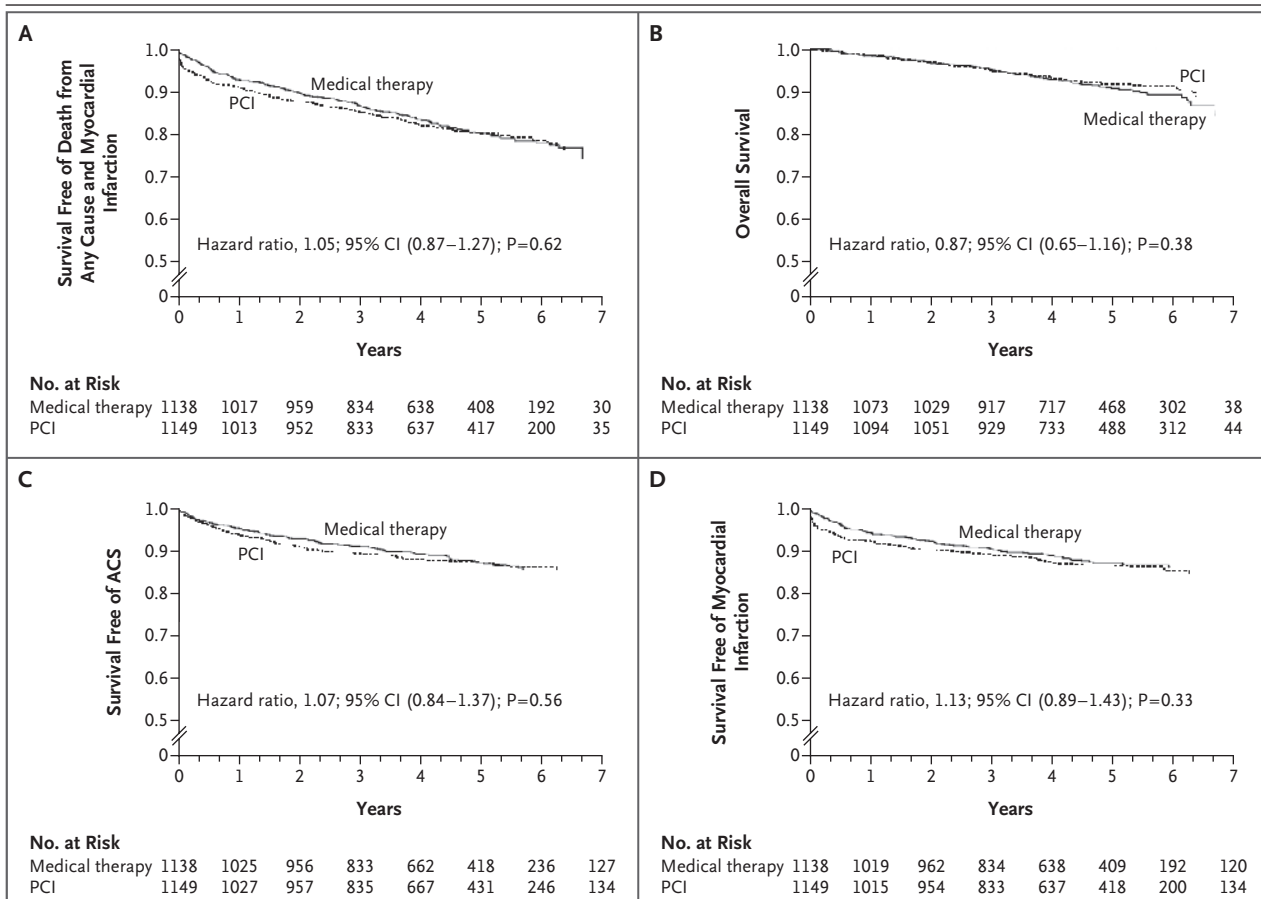 A
Survival Free of Death from
Any Cause and Myocardial
Infarction
1.0
0.9
0.8
0.7
0.6
0.5
0
Medical therapy
PCI
Hazard ratio, 1.05; 95% CI (0.87–1.27); P=0.62
0 1 2 3 4 5 6 7
Years
No. at Risk
Medical therapy 1138 1017 959 834 638 408 192 30
PCI 1149 1013 952 833 637 417 200 35
B
Overall Survival
1.0
0.9
0.8
0.7
0.6
0.5
0
PCI
Medical therapy
Hazard ratio, 0.87; 95% CI (0.65–1.16); P=0.38
0 1 2 3 4 5 6 7
Years
No. at Risk
Medical therapy 1138 1073 1029 917 717 468 302 38
PCI 1149 1094 1051 929 733 488 312 44
C
Survival Free of ACS
1.0
0.9
0.8
0.7
0.6
0.5
0
Medical therapy
PCI
Hazard ratio, 1.07; 95% CI (0.84–1.37); P=0.56
0 1 2 3 4 5 6 7
Years
No. at Risk
Medical therapy 1138 1025 956 833 662 418 236 127
PCI 1149 1027 957 835 667 431 246 134
D
Survival Free of Myocardial
Infarction
1.0
0.9
0.8
0.7
0.6
0.5
0
Medical therapy
PCI
Hazard ratio, 1.13; 95% CI (0.89–1.43); P=0.33
0 1 2 3 4 5 6 7
Years
No. at Risk
Medical therapy 1138 1019 962 834 638 409 192 120
PCI 1149 1015 954 833 637 418 200 134